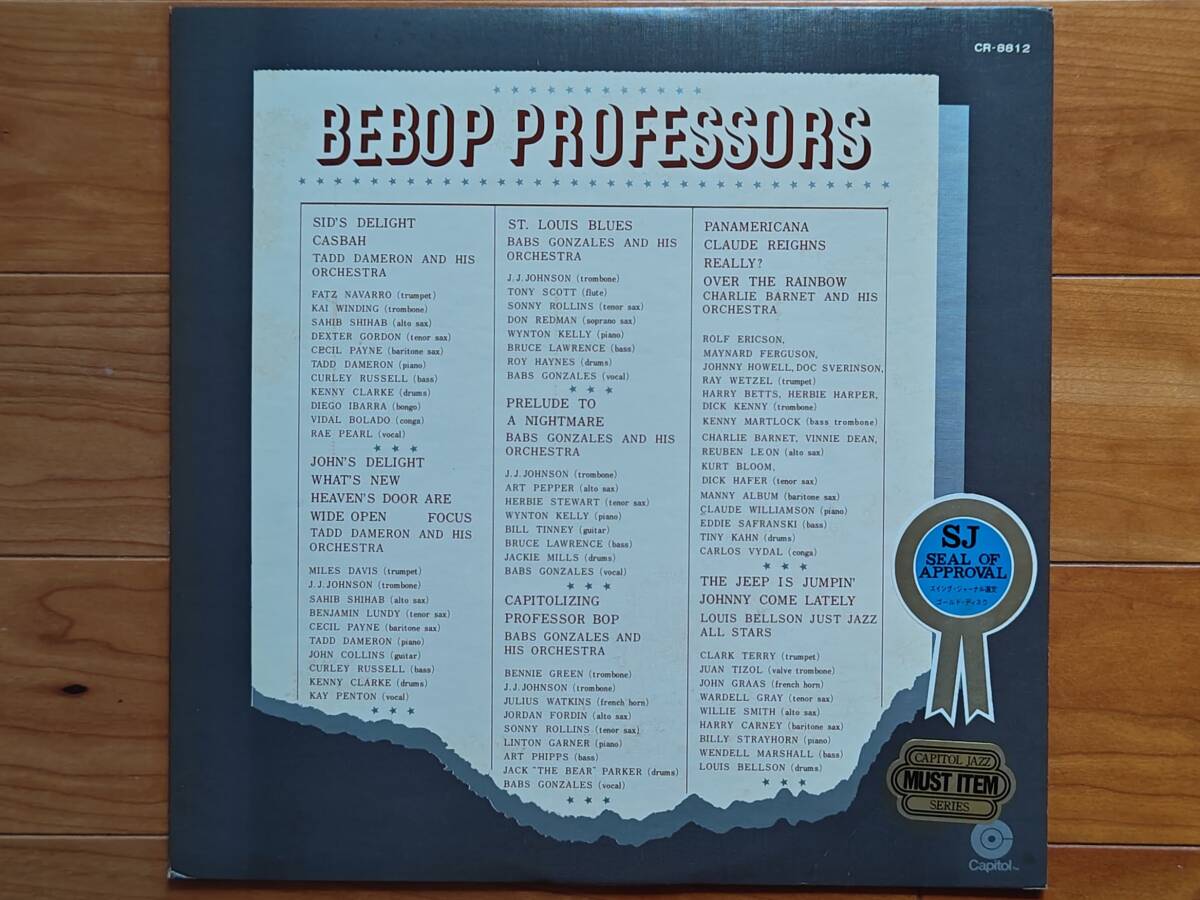 CR-8812
BEBOP PROFESSORS
SID'S DELIGHT
CASBAH
TADD DAMERON AND HIS
ORCHESTRA
FATZ NAVARRO (trumpet)
KAI WINDING (trombone)
SAHIB SHIHAB (alto sax)
DEXTER GORDON (tenor sax)
CECIL PAYNE (baritone sax)
TADD DAMERON (piano)
CURLEY RUSSELL (bass)
KENNY CLARKE (drums)
DIEGO IBARRA (bongo)
VIDAL BOLADO (conga)
RAE PEARL (vocal)
JOHN'S DELIGHT
WHAT'S NEW
HEAVEN'S DOOR ARE
WIDE OPEN FOCUS
TADD DAMERON AND HIS
ORCHESTRA
MILES DAVIS (trumpet)
J.J.JOHNSON (trombone)
SAHIB SHIHAB (alto sax)
BENJAMIN LUNDY (tenor sax)
CECIL PAYNE (baritone sax)
TADD DAMERON (piano)
JOHN COLLINS (guitar)
CURLEY RUSSELL (bass)
KENNY CLARKE (drums)
KAY PENTON (vocal)
ST. LOUIS BLUES
BABS GONZALES AND HIS
ORCHESTRA
J.J.JOHNSON (trombone)
TONY SCOTT (flute)
SONNY ROLLINS (tenor sax)
DON REDMAN (soprano sax)
WYNTON KELLY (piano)
BRUCE LAWRENCE (bass)
ROY HAYNES (drums)
BABS GONZALES (vocal)
PRELUDE TO
A NIGHTMARE
BABS GONZALES AND HIS
ORCHESTRA
J.J.JOHNSON (trombone)
ART PEPPER (alto sax)
HERBIE STEWART (tenor sax)
WYNTON KELLY (piano)
BILL TINNEY (guitar)
BRUCE LAWRENCE (bass)
JACKIE MILLS (drums)
BABS GONZALES (vocal)
CAPITOLIZING
PROFESSOR BOP
BABS GONZALES AND
HIS ORCHESTRA
BENNIE GREEN (trombone)
J.J.JOHNSON (trombone)
JULIUS WATKINS (french horn)
JORDAN FORDIN (alto sax)
SONNY ROLLINS (tenor sax)
LINTON GARNER (piano)
ART PHIPPS (bass)
JACK "THE BEAR" PARKER (drums)
BABS GONZALES (vocal)
PANAMERICANA
CLAUDE REIGHNS
REALLY?
OVER THE RAINBOW
CHARLIE BARNET AND HIS
ORCHESTRA
ROLF ERICSON,
MAYNARD FERGUSON,
JOHNNY HOWELL, DOC SVERINSON,
RAY WETZEL (trumpet)
HARRY BETTS, HERBIE HARPER,
DICK KENNY (trombone)
KENNY MARTLOCK (bass trombone)
CHARLIE BARNET, VINNIE DEAN,
REUBEN LEON (alto sax)
KURT BLOOM,
DICK HAFER (tenor sax)
MANNY ALBUM (baritone sax)
CLAUDE WILLIAMSON (piano)
EDDIE SAFRANSKI (bass)
TINY KAHN (drums)
CARLOS VYDAL (conga)
THE JEEP IS JUMPIN'
JOHNNY COME LATELY
LOUIS BELLSON JUST JAZZ
ALL STARS
CLARK TERRY (trumpet)
JUAN TIZOL (valve trombone)
JOHN GRAAS (french horn)
WARDELL GRAY (tenor sax)
WILLIE SMITH (alto sax)
HARRY CARNEY (baritone sax)
BILLY STRAYHORN (piano)
WENDELL MARSHALL (bass)
LOUIS BELLSON (drums)
SJ
SEAL OF
APPROVAL
スイング・ジャーナル選定
ゴールド・ディスク
CAPITOL JAZZ
MUST ITEM
SERIES
Capitol